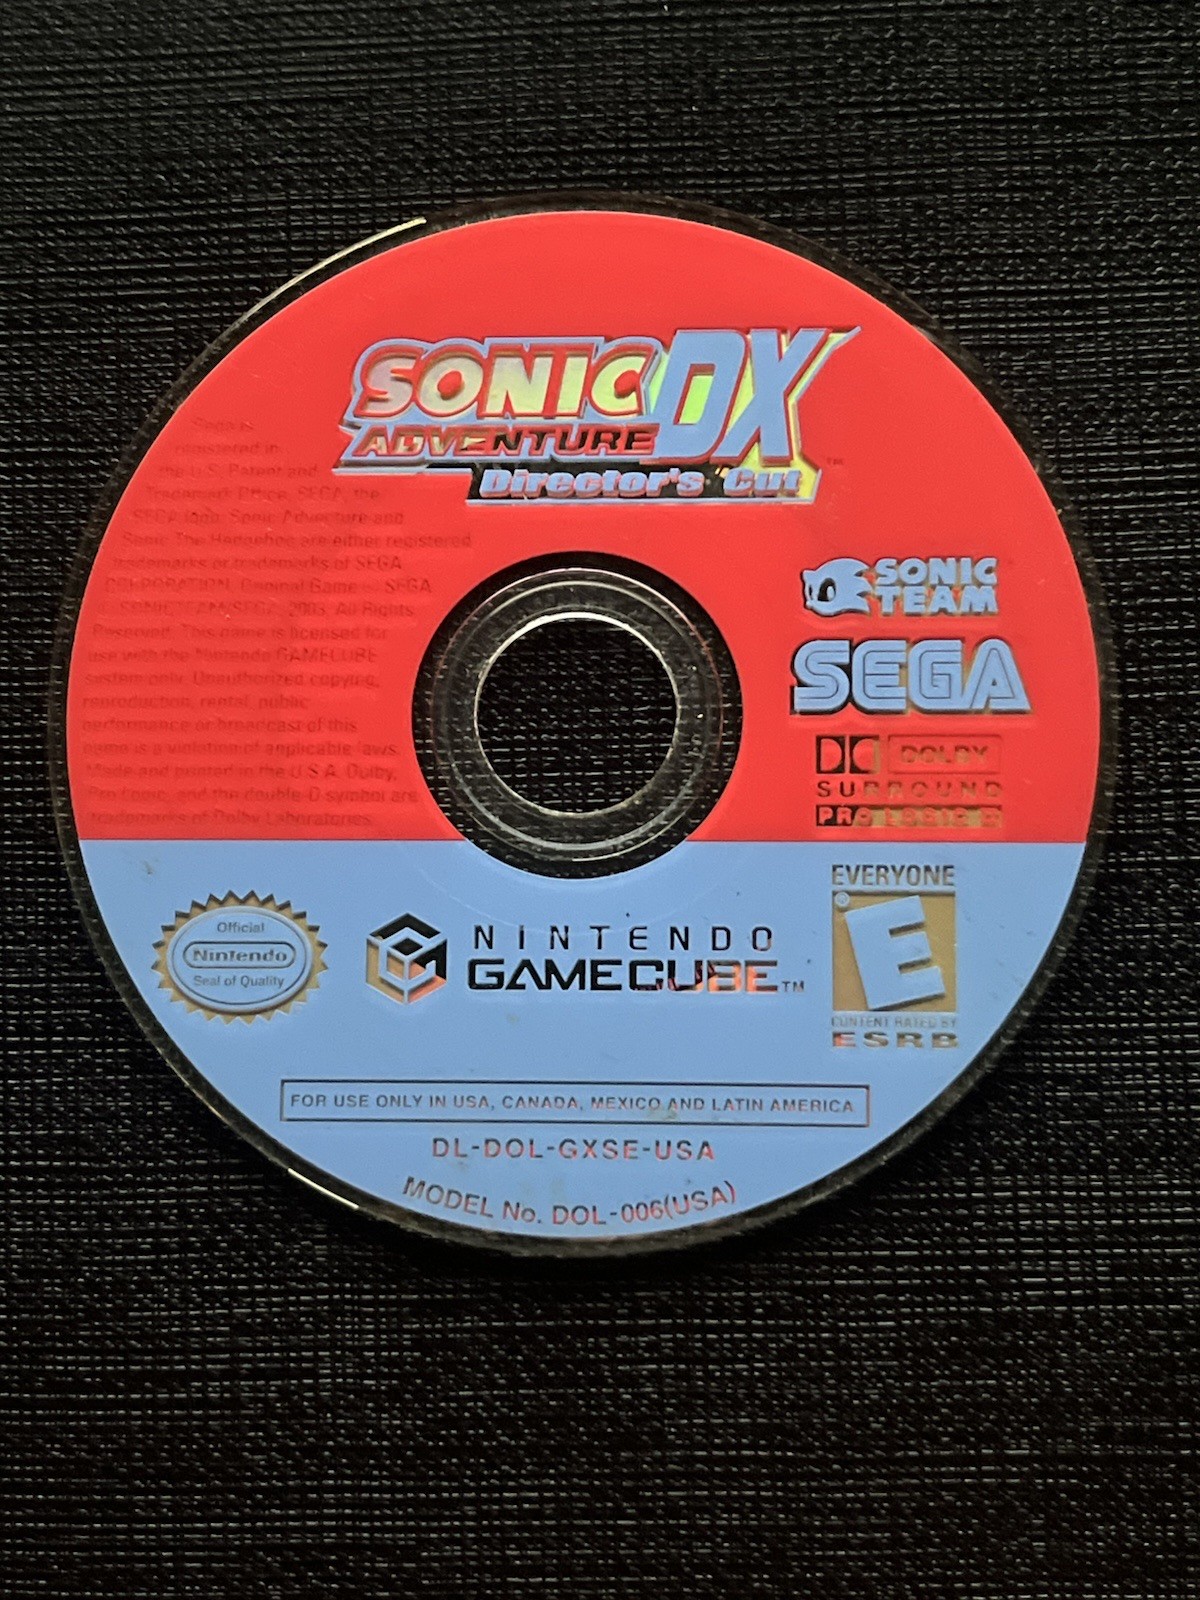 SONIC
ADVENTURE DX
Director's Cut
TM
Sega is
registered in
the U.S. Patent and
Trademark Office. SEGA, the
SEGA logo, Sonic Adventure and
Sonic The Hedgehog are either registered
trademarks or trademarks of SEGA
CORPORATION. Original Game © SEGA
© SONICTEAM/SEGA, 2003. All Rights
Reserved. This game is licensed for
use with the Nintendo GAMECUBE
system only. Unauthorized copying,
reproduction, rental, public
performance or broadcast of this
game is a violation of applicable laws.
Made and printed in the U.S.A. Dolby,
Pro Logic, and the double-D symbol are
trademarks of Dolby Laboratories.
SONIC
TEAM
SEGA
DOLBY
SURROUND
PRO LOGIC II
Official
Nintendo
Seal of Quality
NINTENDO
GAMECUBE TM
EVERYONE
E
CONTENT RATED BY
ESRB
FOR USE ONLY IN USA, CANADA, MEXICO AND LATIN AMERICA
DL-DOL-GXSE-USA
MODEL No. DOL-006(USA)